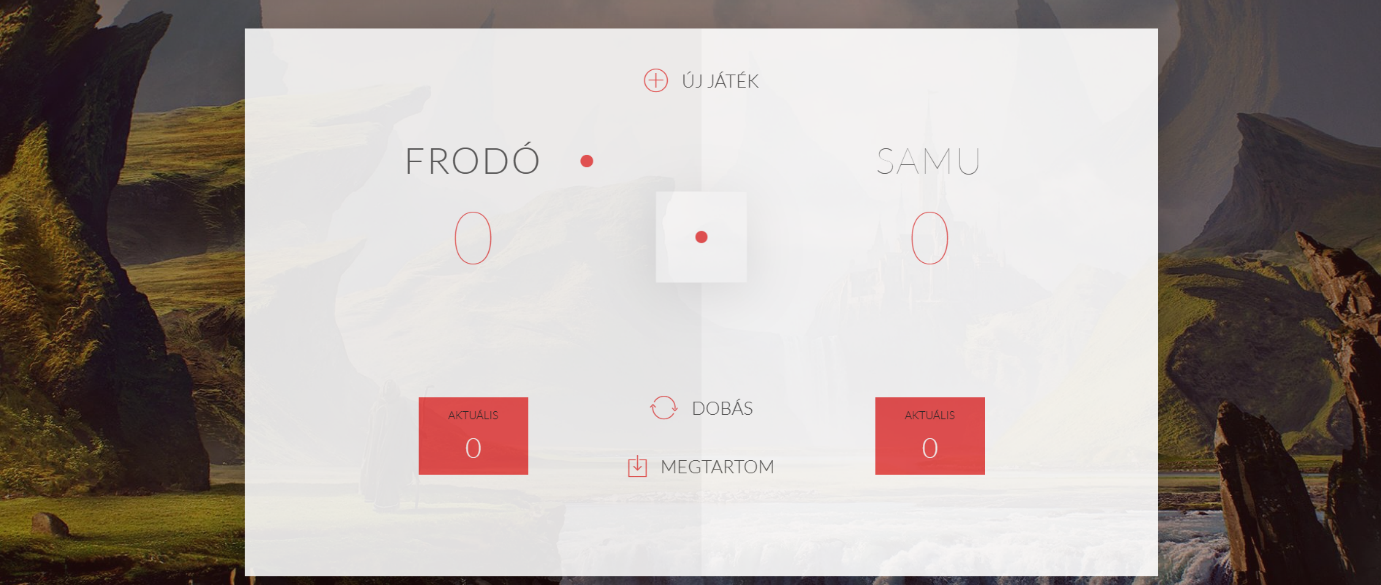 ÚJ JÁTÉK
FRODÓ
SAMU
0
0
AKTUÁLIS
0
AKTUÁLIS
0
DOBÁS
MEGTARTOM